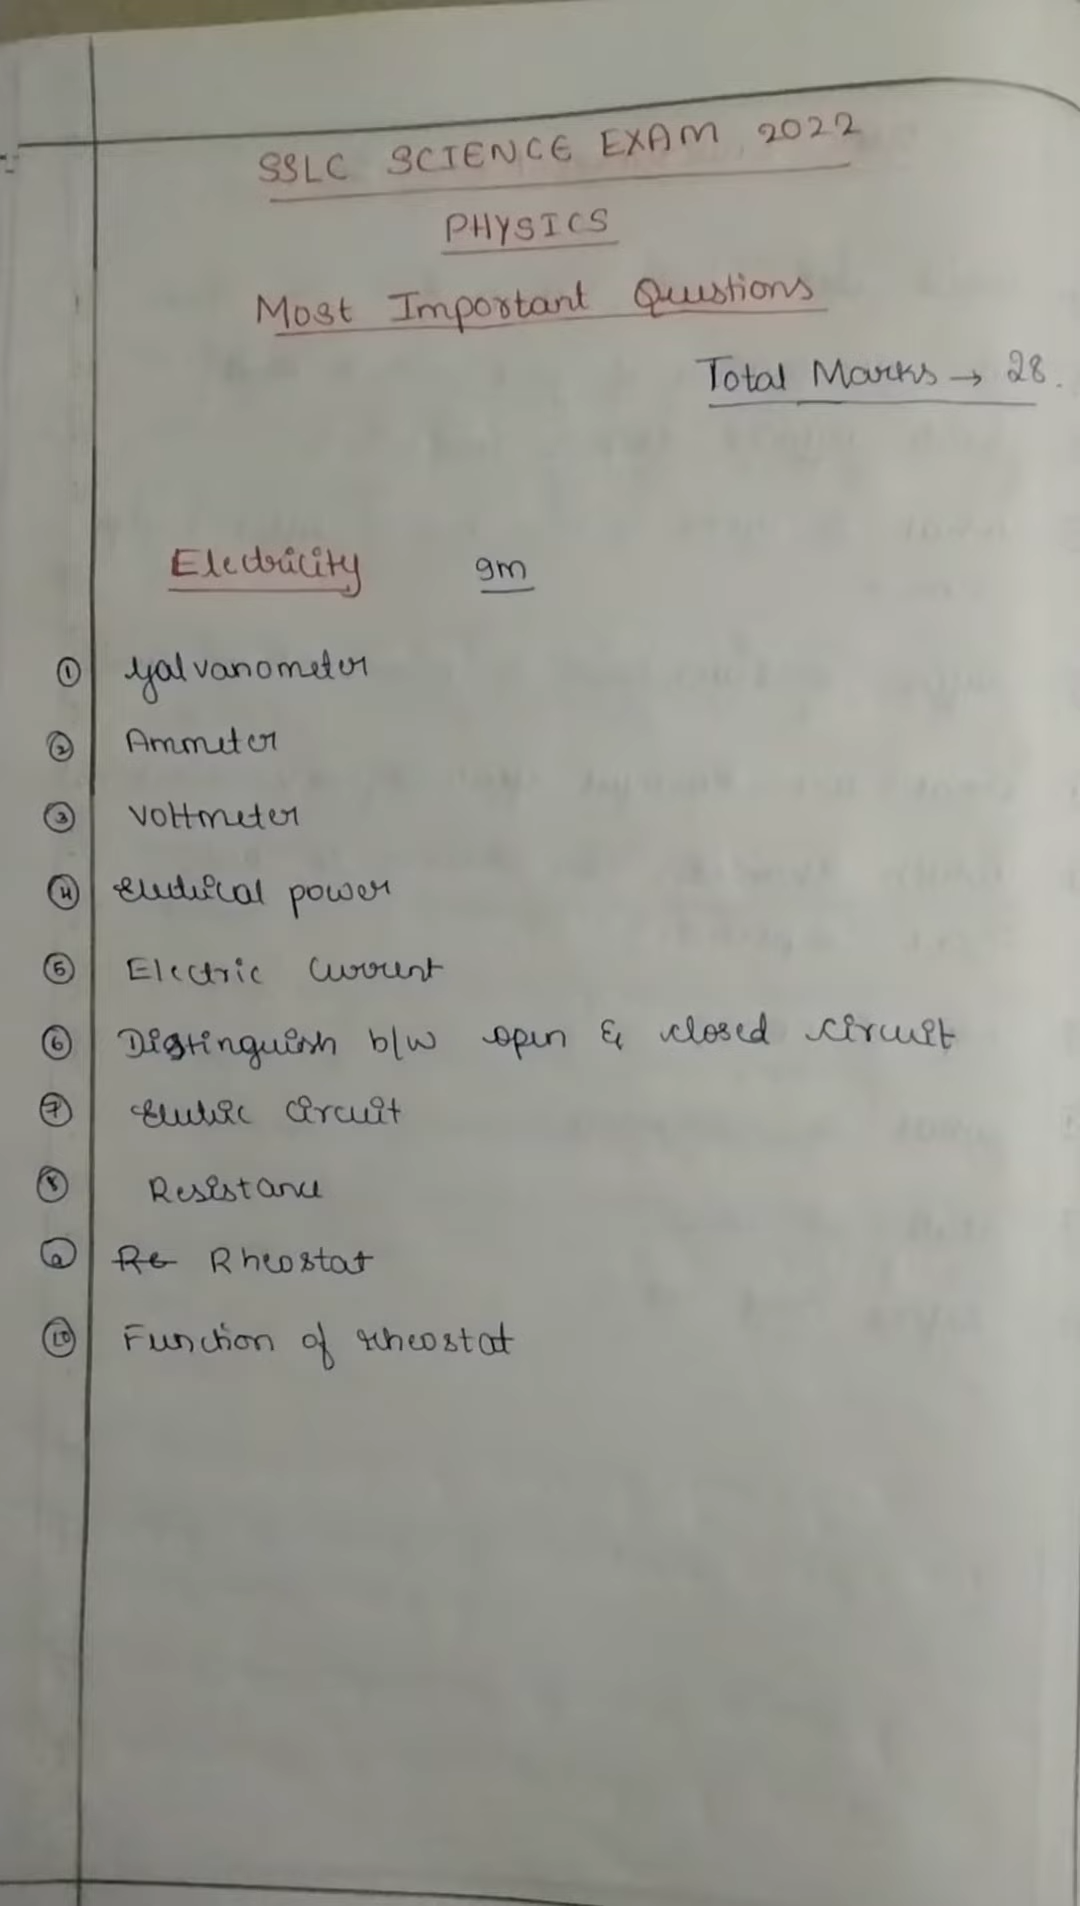 SSLC SCIENCE EXAM 2022
PHYSICS
Most Important Questions
Total Marks → 28.
Electricity 9m
① Galvanometer
② Ammeter
③ Voltmeter
④ Electrical power
⑤ Electric Current
⑥ Distinguish b/w open & closed circuit
⑦ Electric Circuit
⑧ Resistance
⑨ Re Rheostat
⑩ Function of rheostat